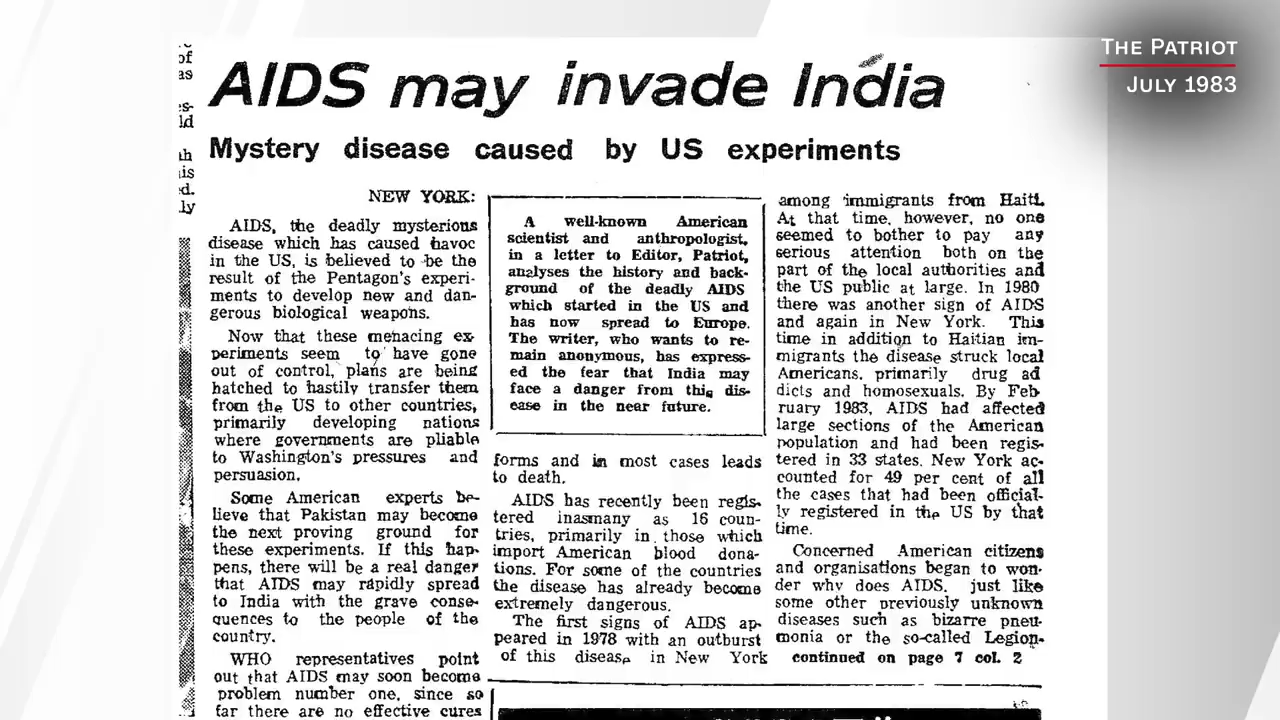 THE PATRIOT
JULY 1983
of
as
ld
is
ed.
ly
AIDS may invade India
Mystery disease caused by US experiments
NEW YORK:
AIDS, the deadly mysterious
disease which has caused havoc
in the US, is believed to be the
result of the Pentagon's experi-
ments to develop new and dan-
gerous biological weapons.
Now that these menacing ex-
periments seem to have gone
out of control, plans are being
hatched to hastily transfer them
from the US to other countries,
primarily developing nations
where governments are pliable
to Washington's pressures and
persuasion.
Some American experts be-
lieve that Pakistan may become
the next proving ground for
these experiments. If this hap-
pens, there will be a real danger
that AIDS may rapidly spread
to India with the grave conse-
quences to the people of the
country.
WHO representatives point
out that AIDS may soon become
problem number one, since so
far there are no effective cures
A well-known American
scientist and anthropologist,
in a letter to Editor, Patriot,
analyses the history and back-
ground of the deadly AIDS
which started in the US and
has now spread to Europe.
The writer, who wants to re-
main anonymous, has express-
ed the fear that India may
face a danger from this dis-
ease in the near future.
forms and in most cases leads
to death.
AIDS has recently been regis-
tered inasmany as 16 coun-
tries, primarily in those which
import American blood dona-
tions. For some of the countries
the disease has already become
extremely dangerous.
The first signs of AIDS ap-
peared in 1978 with an outburst
of this disease in New York
among immigrants from Haiti.
At that time, however, no one
seemed to bother to pay any
serious attention both on the
part of the local authorities and
the US public at large. In 1980
there was another sign of AIDS
and again in New York. This
time in addition to Haitian im-
migrants the disease struck local
Americans, primarily drug ad
dicts and homosexuals. By Feb
ruary 1983, AIDS had affected
large sections of the American
population and had been regis-
tered in 33 states. New York ac-
counted for 49 per cent of all
the cases that had been official-
ly registered in the US by that
time.
Concerned American citizens
and organisations began to won-
der why does AIDS, just like
some other previously unknown
diseases such as bizarre pneu-
monia or the so-called Legion-
continued on page 7 col. 2